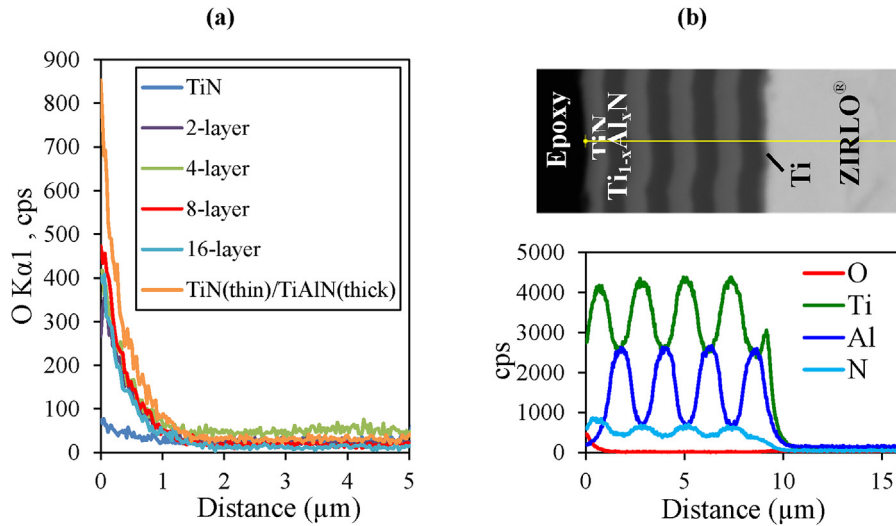 (a)
O Kα1 , cps
900
800
700
600
500
400
300
200
100
0
TiN
2-layer
4-layer
8-layer
16-layer
TiN(thin)/TiAlN(thick)
0
1
2
3
4
5
Distance (µm)
(b)
Epoxy
TiN
Ti1-xAlxN
Ti
ZIRLO®
cps
5000
4000
3000
2000
1000
0
O
Ti
Al
N
0
5
10
15
Distance (µm)